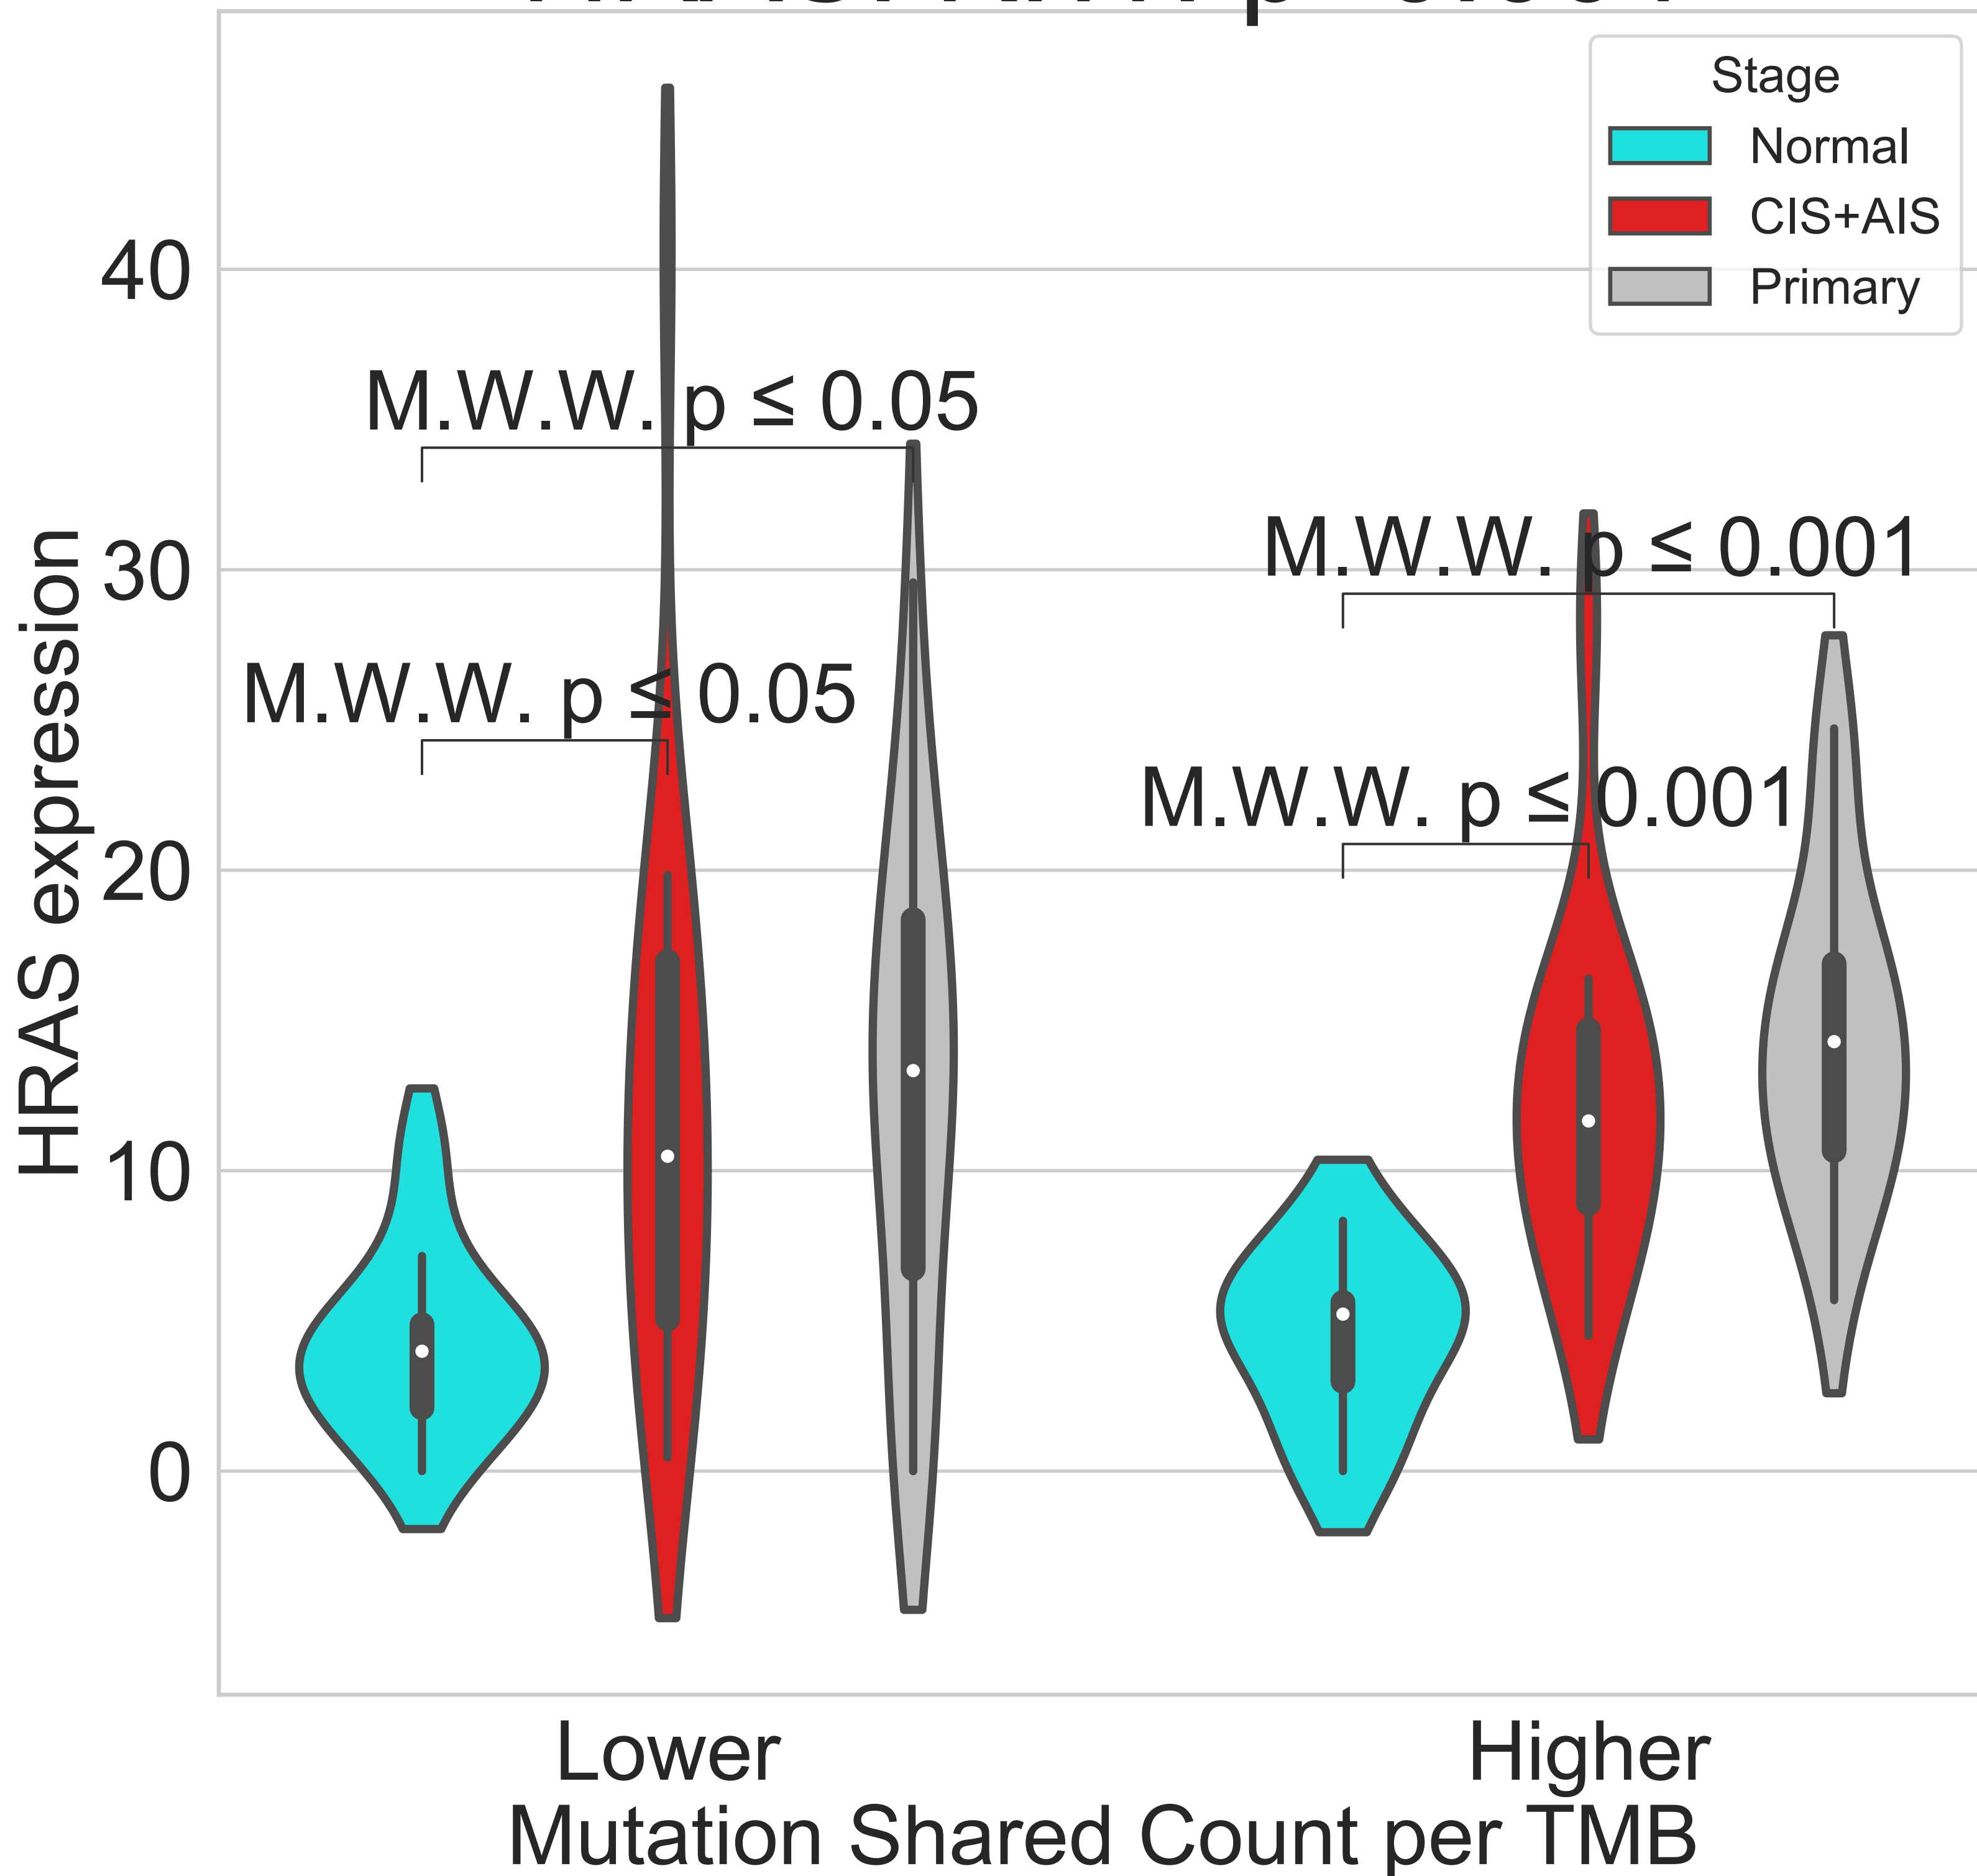 Stage
Normal
CIS+AIS
Primary
40
30
20
10
0
HRAS expression
M.W.W. p ≤ 0.05
M.W.W. p ≤ 0.05
M.W.W. p ≤ 0.001
M.W.W. p ≤ 0.001
Lower
Higher
Mutation Shared Count per TMB